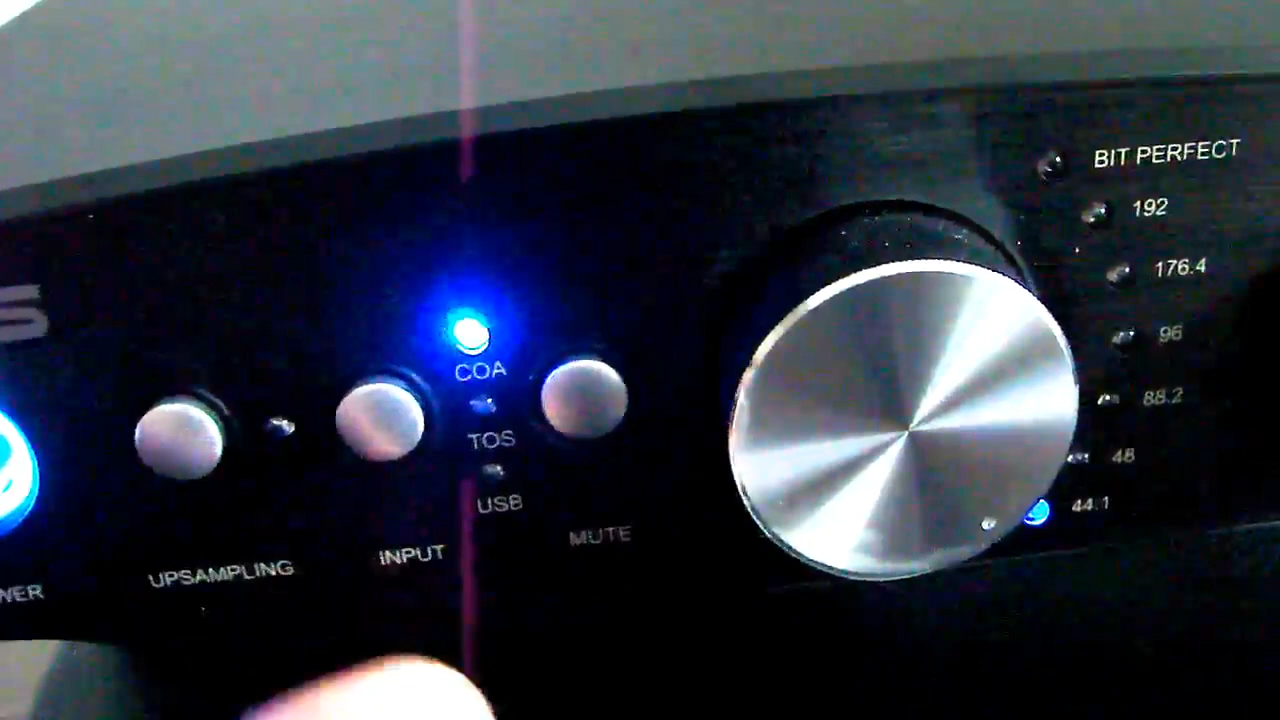 BIT PERFECT
192
176.4
96
88.2
48
44.1
COA
TOS
USB
UPSAMPLING
INPUT
MUTE